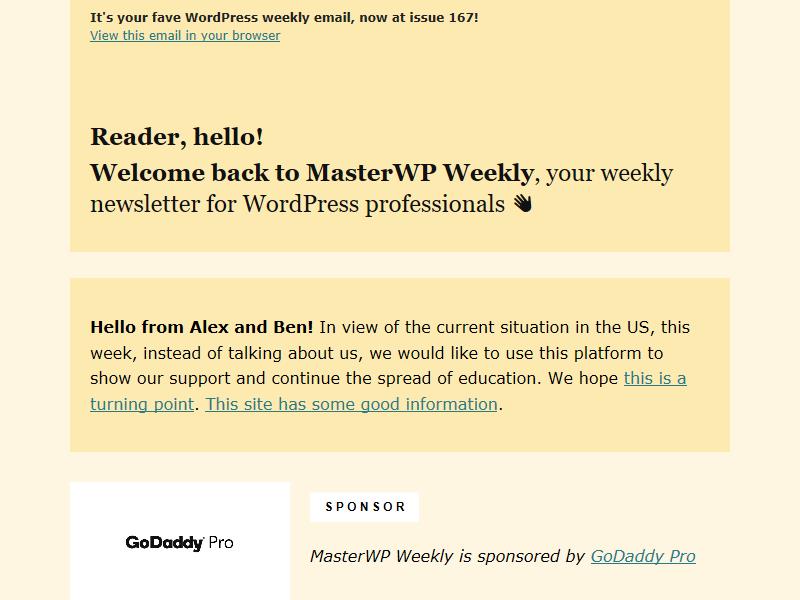 It's your fave WordPress weekly email, now at issue 167!
View this email in your browser
Reader, hello!
Welcome back to MasterWP Weekly, your weekly
newsletter for WordPress professionals 👋
Hello from Alex and Ben! In view of the current situation in the US, this
week, instead of talking about us, we would like to use this platform to
show our support and continue the spread of education. We hope this is a
turning point. This site has some good information.
GoDaddy Pro
SPONSOR
MasterWP Weekly is sponsored by GoDaddy Pro